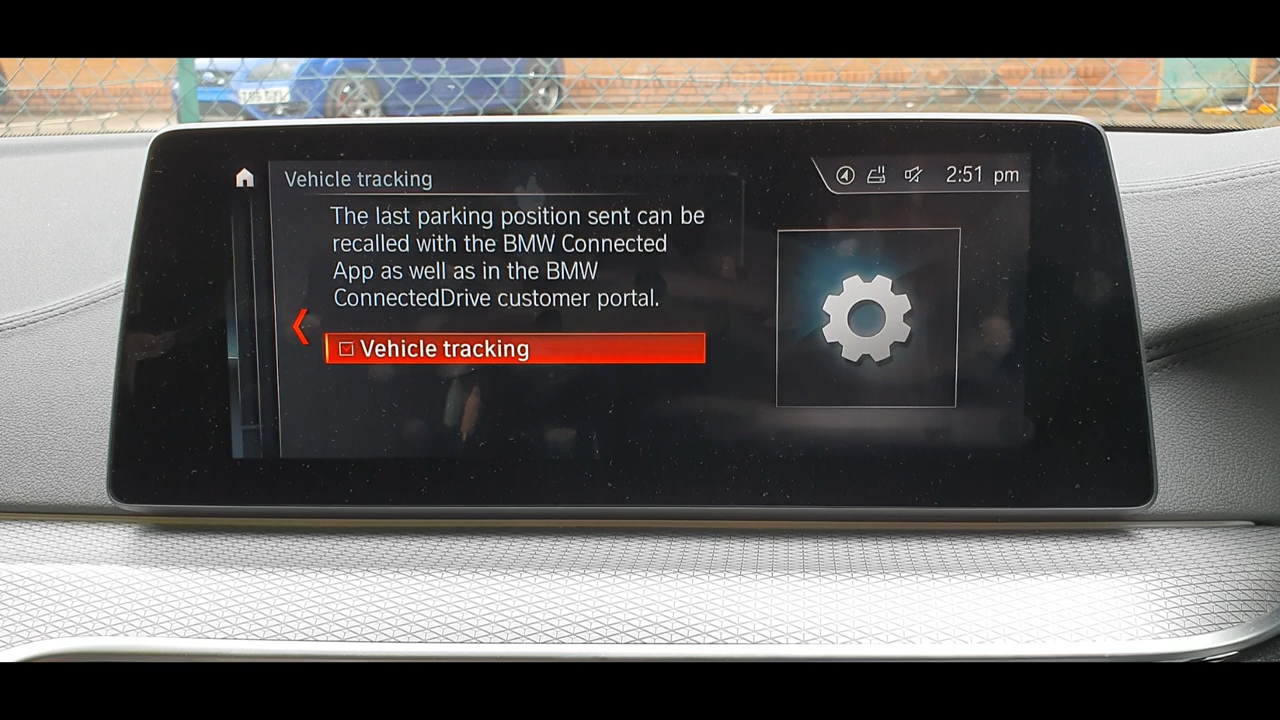 Vehicle tracking
2:51 pm
The last parking position sent can be
recalled with the BMW Connected
App as well as in the BMW
ConnectedDrive customer portal.
Vehicle tracking